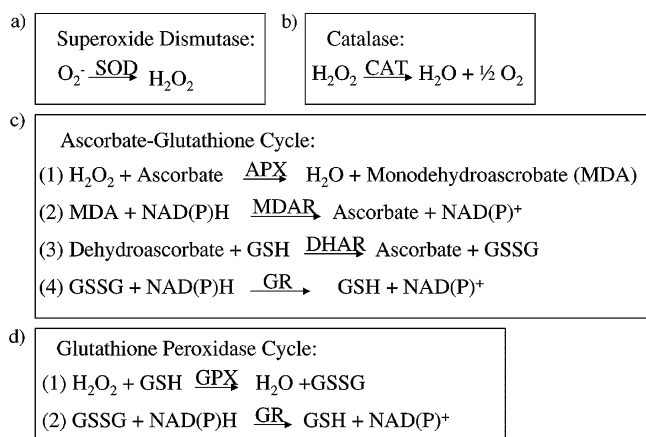 a) Superoxide Dismutase:
O₂⁻ SOD H₂O₂
b) Catalase:
H₂O₂ CAT H₂O + ½ O₂
c) Ascorbate-Glutathione Cycle:
(1) H₂O₂ + Ascorbate APX H₂O + Monodehydroascrobate (MDA)
(2) MDA + NAD(P)H MDAR Ascorbate + NAD(P)⁺
(3) Dehydroascorbate + GSH DHAR Ascorbate + GSSG
(4) GSSG + NAD(P)H GR GSH + NAD(P)⁺
d) Glutathione Peroxidase Cycle:
(1) H₂O₂ + GSH GPX H₂O +GSSG
(2) GSSG + NAD(P)H GR GSH + NAD(P)⁺